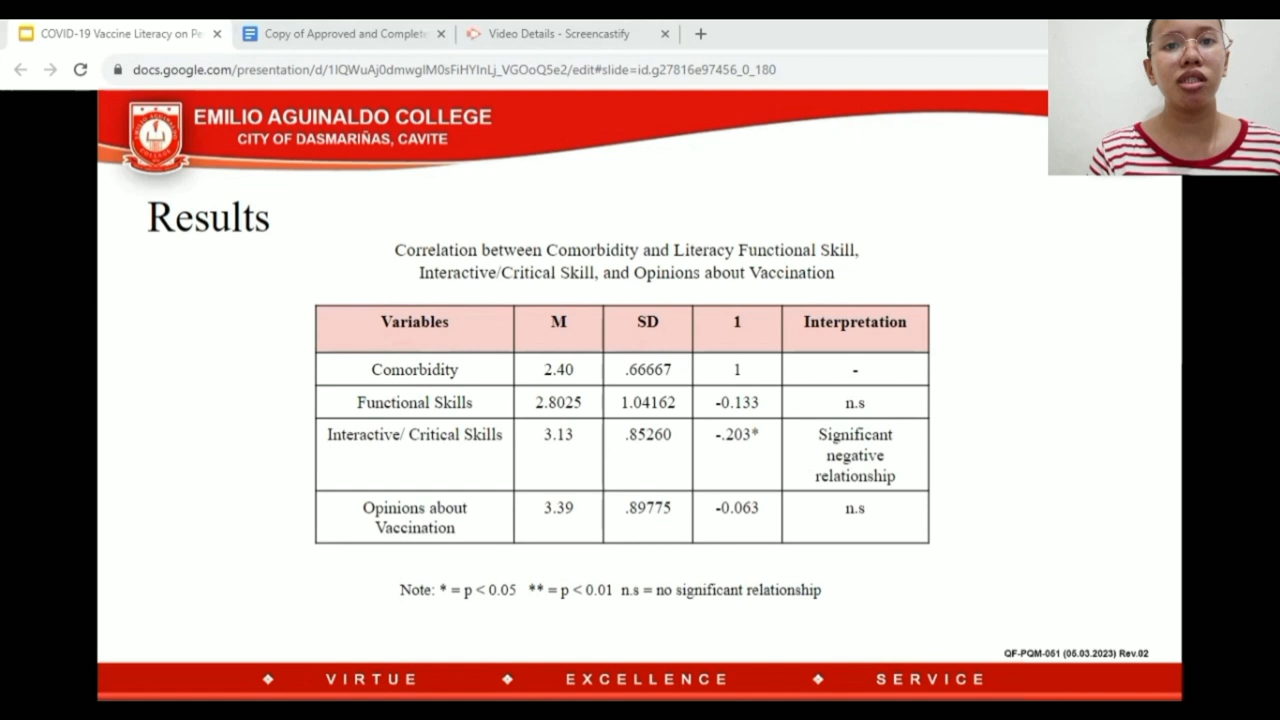 COVID-19 Vaccine Literacy on Pe
Copy of Approved and Complete
Video Details - Screencastify
docs.google.com/presentation/d/1IQWuAj0dmwgIM0sFiHYInLj_VGOoQ5e2/edit#slide=id.g27816e97456_0_180
EMILIO AGUINALDO COLLEGE
CITY OF DASMARIÑAS, CAVITE
Results
Correlation between Comorbidity and Literacy Functional Skill,
Interactive/Critical Skill, and Opinions about Vaccination
Variables M SD 1 Interpretation
Comorbidity 2.40 .66667 1 -
Functional Skills 2.8025 1.04162 -0.133 n.s
Interactive/ Critical Skills 3.13 .85260 -.203* Significant
negative
relationship
Opinions about 3.39 .89775 -0.063 n.s
Vaccination
Note: * = p < 0.05 ** = p < 0.01 n.s = no significant relationship
QF-PQM-051 (05.03.2023) Rev.02
VIRTUE EXCELLENCE SERVICE